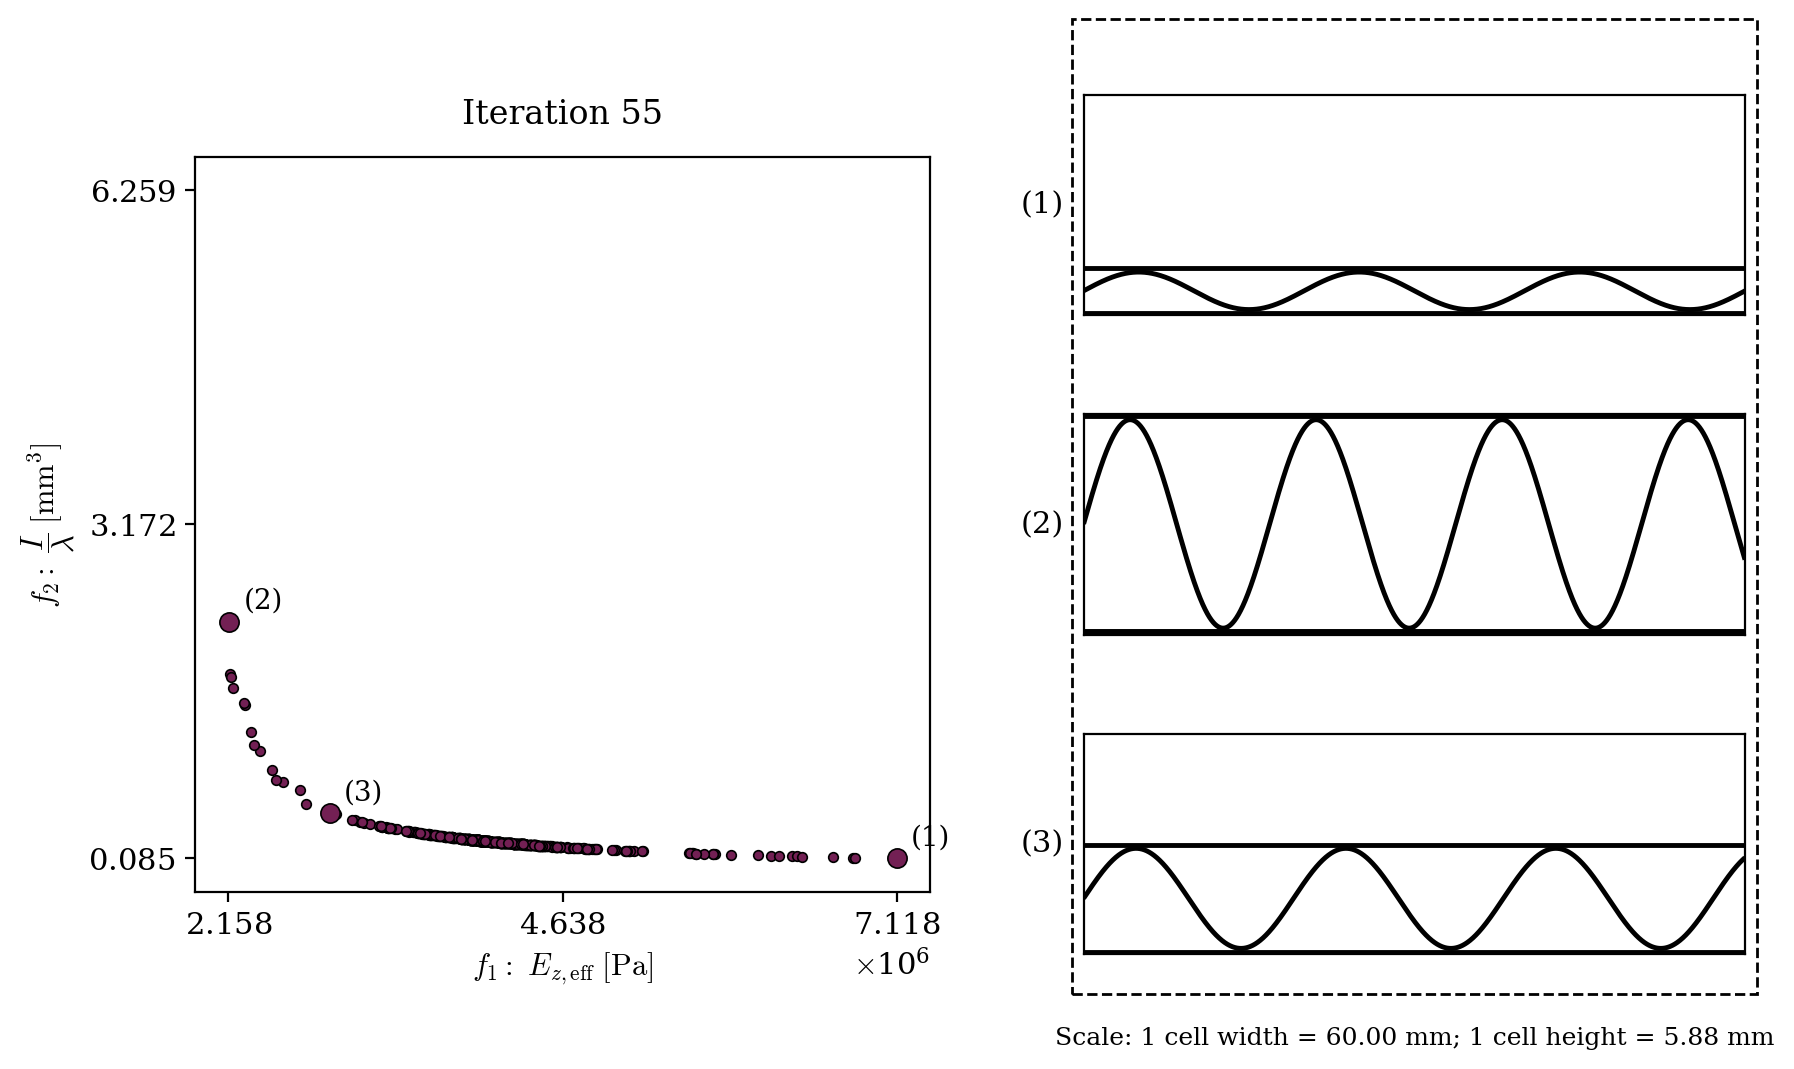 Iteration 55
6.259
3.172
0.085
f₂ : I/λ [mm³]
(2)
(3)
(1)
2.158 4.638 7.118
×10⁶
f₁ : E_z,eff [Pa]
(1)
(2)
(3)
Scale: 1 cell width = 60.00 mm; 1 cell height = 5.88 mm